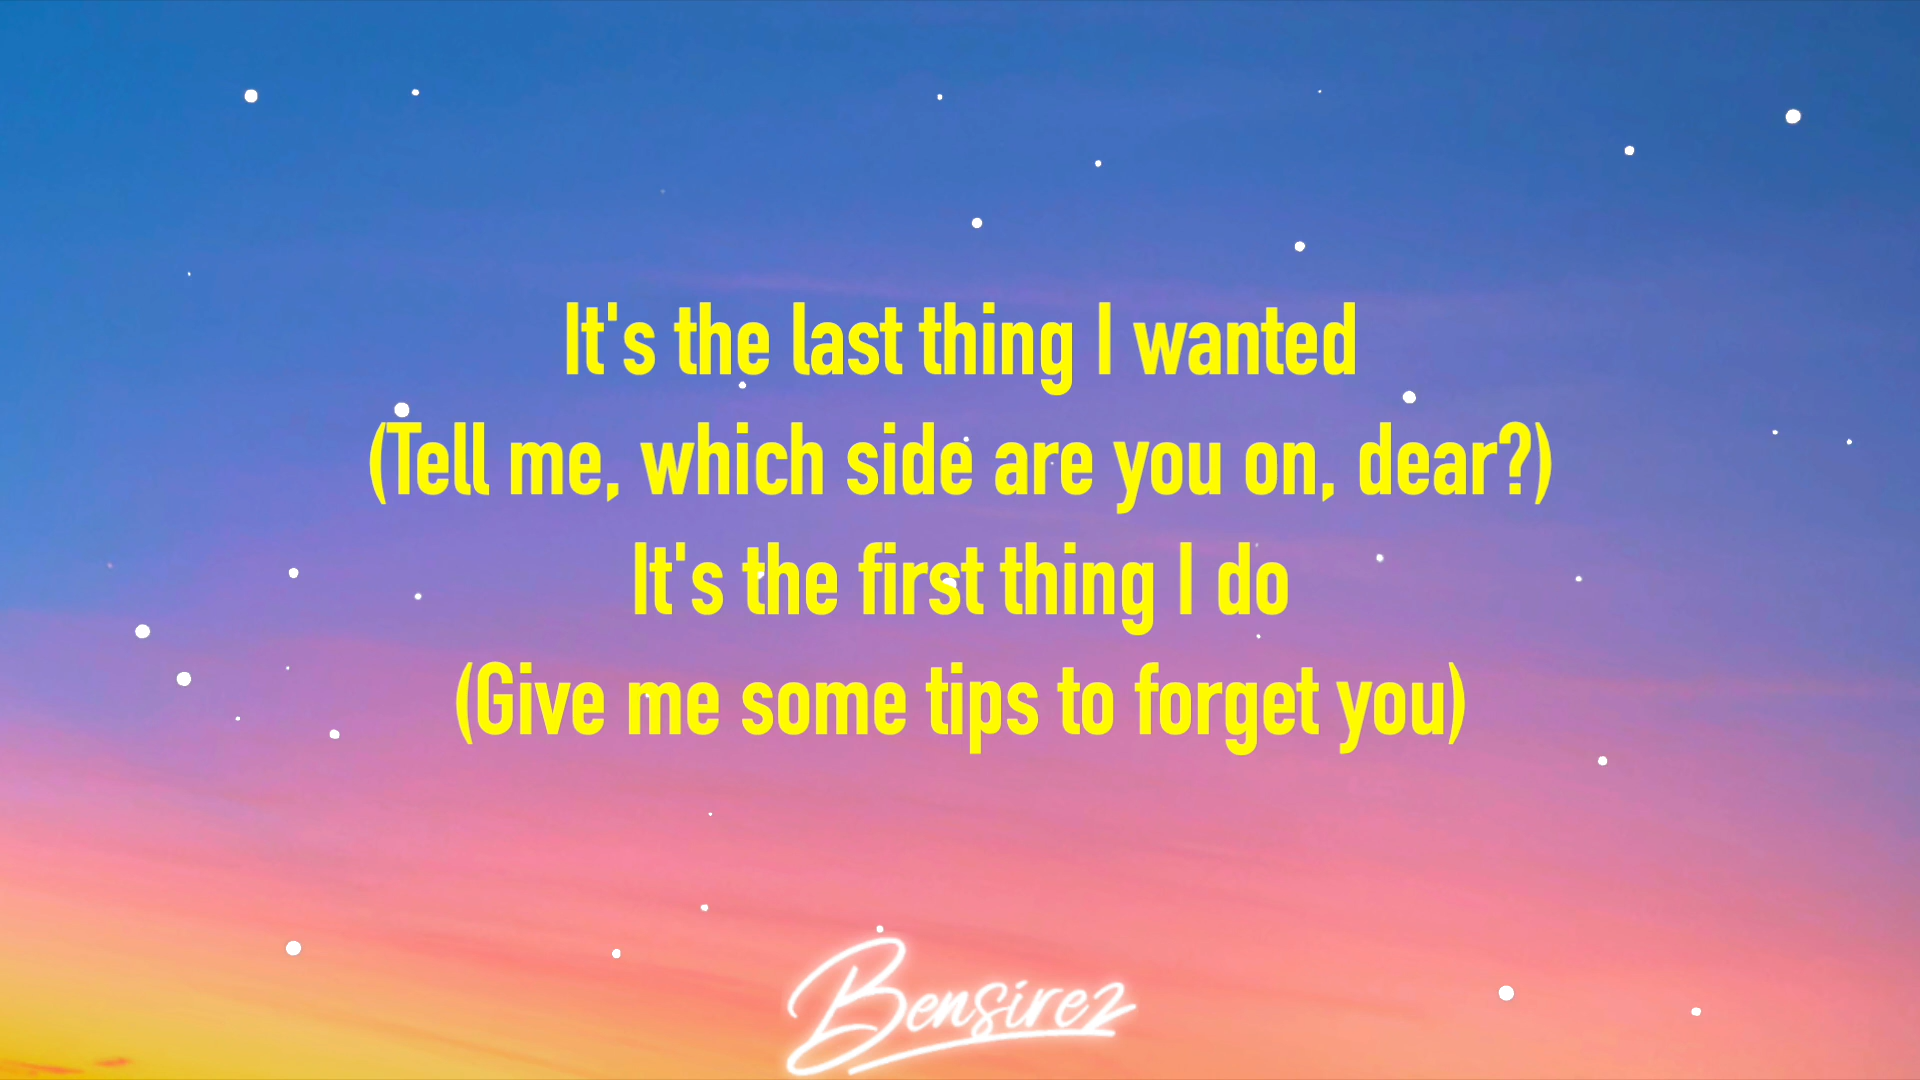 It's the last thing I wanted
(Tell me, which side are you on, dear?)
It's the first thing I do
(Give me some tips to forget you)
Bensirez